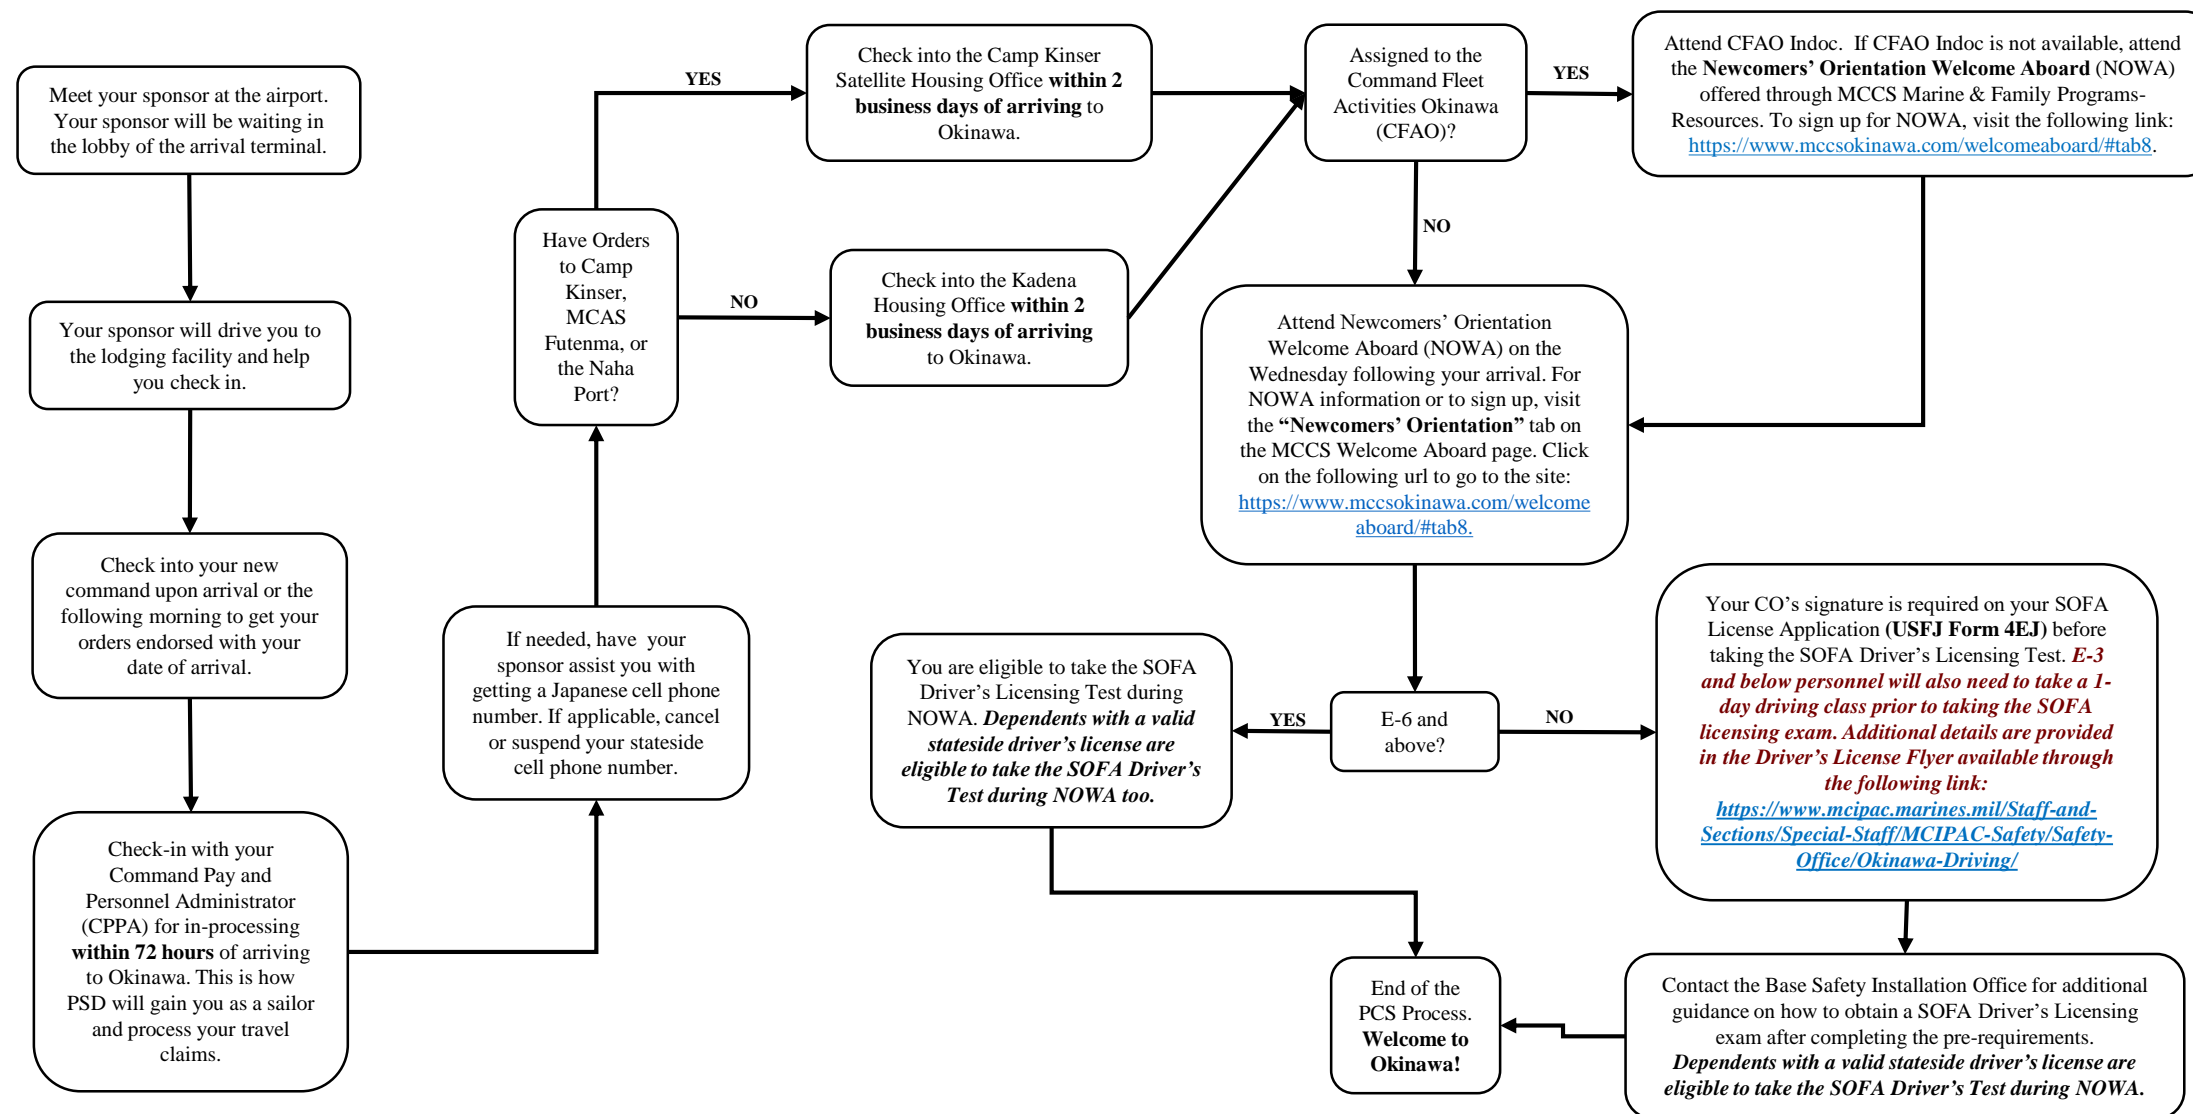 Meet your sponsor at the airport.
Your sponsor will be waiting in
the lobby of the arrival terminal.
Your sponsor will drive you to
the lodging facility and help
you check in.
Check into your new
command upon arrival or the
following morning to get your
orders endorsed with your
date of arrival.
Check-in with your
Command Pay and
Personnel Administrator
(CPPA) for in-processing
within 72 hours of arriving
to Okinawa. This is how
PSD will gain you as a sailor
and process your travel
claims.
If needed, have your
sponsor assist you with
getting a Japanese cell phone
number. If applicable, cancel
or suspend your stateside
cell phone number.
Have Orders
to Camp
Kinser,
MCAS
Futenma, or
the Naha
Port?
YES
Check into the Camp Kinser
Satellite Housing Office within 2
business days of arriving to
Okinawa.
NO
Check into the Kadena
Housing Office within 2
business days of arriving
to Okinawa.
Assigned to the
Command Fleet
Activities Okinawa
(CFAO)?
YES
Attend CFAO Indoc. If CFAO Indoc is not available, attend
the Newcomers’ Orientation Welcome Aboard (NOWA)
offered through MCCS Marine & Family Programs-
Resources. To sign up for NOWA, visit the following link:
https://www.mccsokinawa.com/welcomeaboard/#tab8.
NO
Attend Newcomers’ Orientation
Welcome Aboard (NOWA) on the
Wednesday following your arrival. For
NOWA information or to sign up, visit
the “Newcomers’ Orientation” tab on
the MCCS Welcome Aboard page. Click
on the following url to go to the site:
https://www.mccsokinawa.com/welcome
aboard/#tab8.
E-6 and
above?
YES
You are eligible to take the SOFA
Driver’s Licensing Test during
NOWA. Dependents with a valid
stateside driver’s license are
eligible to take the SOFA Driver’s
Test during NOWA too.
NO
Your CO’s signature is required on your SOFA
License Application (USFJ Form 4EJ) before
taking the SOFA Driver’s Licensing Test. E-3
and below personnel will also need to take a 1-
day driving class prior to taking the SOFA
licensing exam. Additional details are provided
in the Driver’s License Flyer available through
the following link:
https://www.mcipac.marines.mil/Staff-and-
Sections/Special-Staff/MCIPAC-Safety/Safety-
Office/Okinawa-Driving/
Contact the Base Safety Installation Office for additional
guidance on how to obtain a SOFA Driver’s Licensing
exam after completing the pre-requirements.
Dependents with a valid stateside driver’s license are
eligible to take the SOFA Driver’s Test during NOWA.
End of the
PCS Process.
Welcome to
Okinawa!